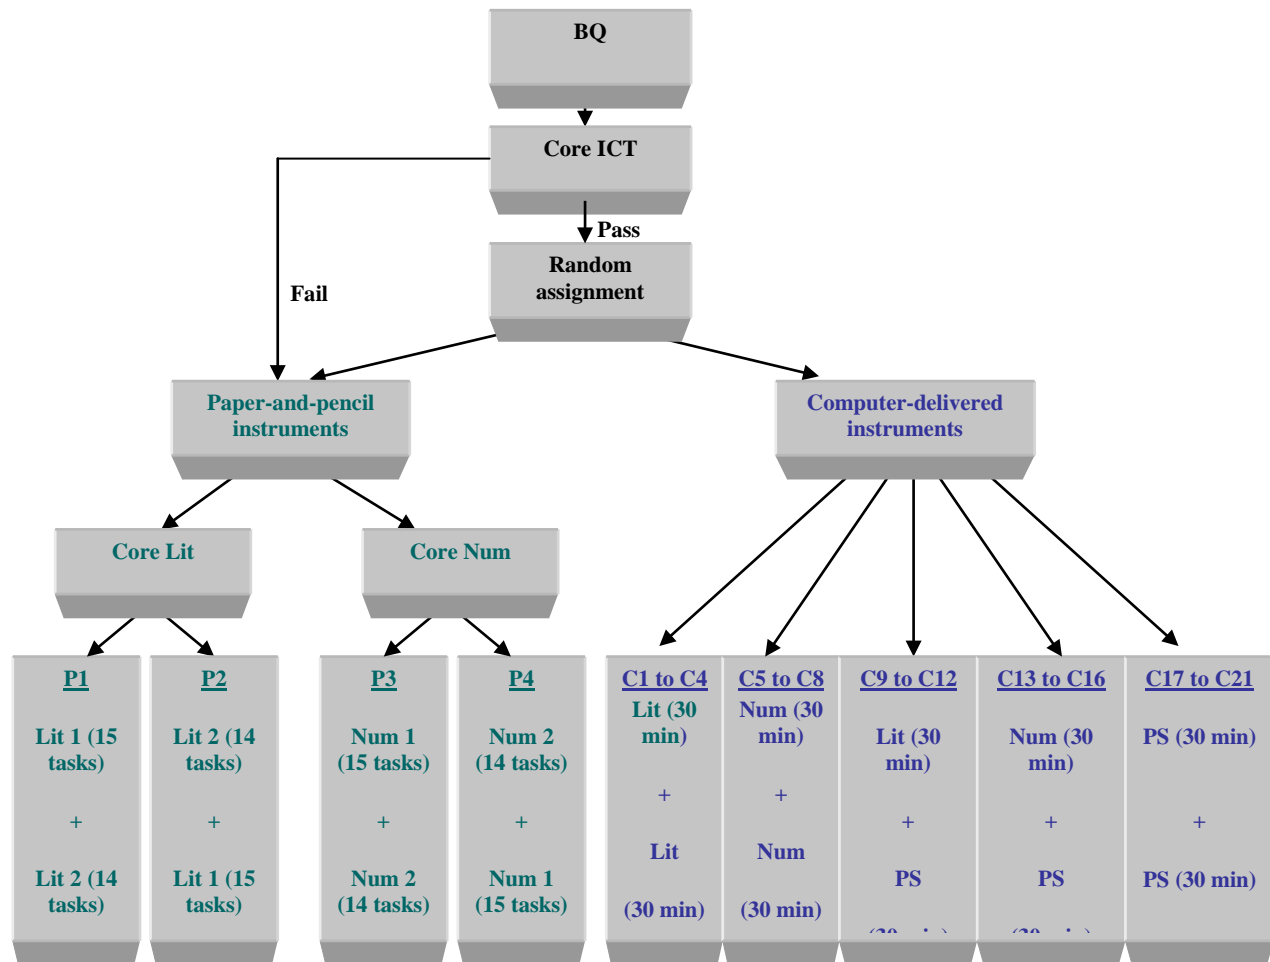 BQ
Core ICT
Pass
Random
assignment
Fail
Paper-and-pencil
instruments
Computer-delivered
instruments
Core Lit
Core Num
P1
Lit 1 (15
tasks)
+
Lit 2 (14
tasks)
P2
Lit 2 (14
tasks)
+
Lit 1 (15
tasks)
P3
Num 1
(15 tasks)
+
Num 2
(14 tasks)
P4
Num 2
(14 tasks)
+
Num 1
(15 tasks)
C1 to C4
Lit (30
min)
+
Lit
(30 min)
C5 to C8
Num (30
min)
+
Num
(30 min)
C9 to C12
Lit (30
min)
+
PS
C13 to C16
Num (30
min)
+
PS
C17 to C21
PS (30 min)
+
PS (30 min)